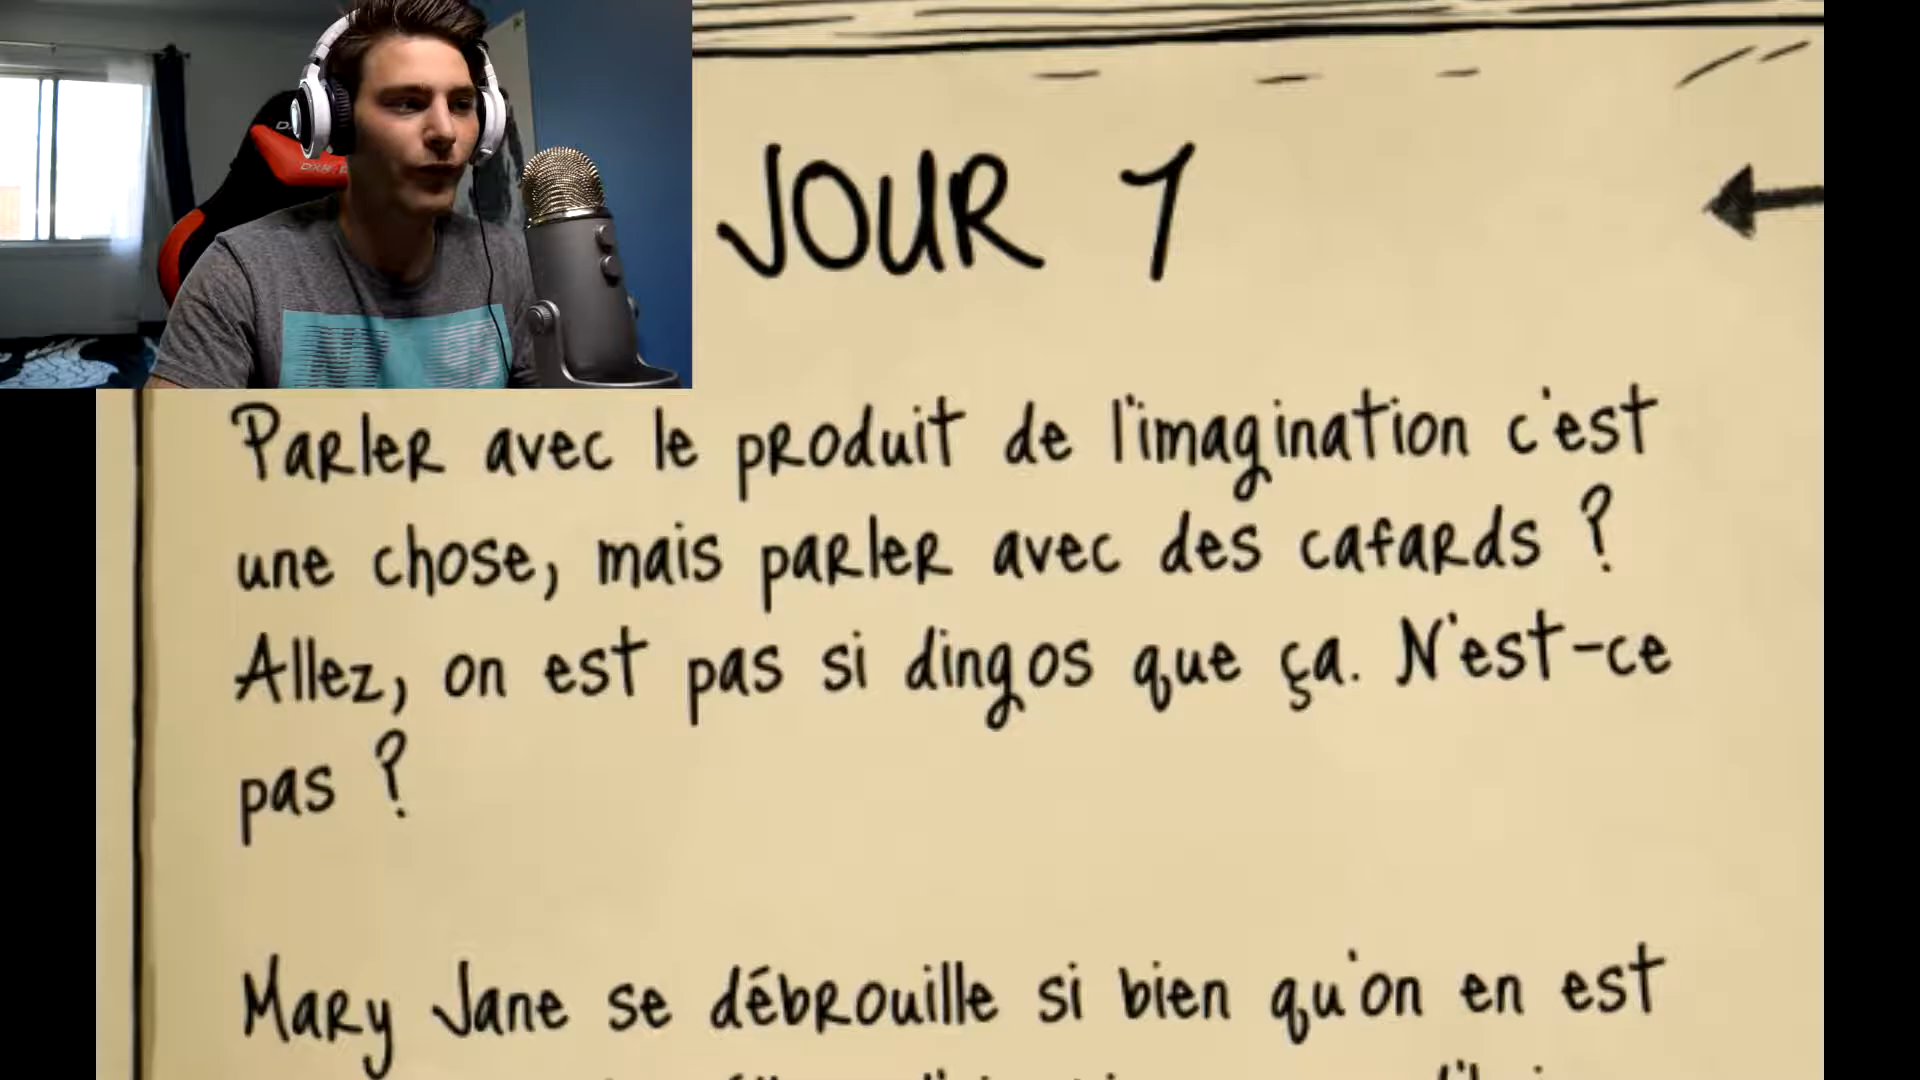 JOUR 1
Parler avec le produit de l'imagination c'est
une chose, mais parler avec des cafards ?
Allez, on est pas si dingos que ça. N'est-ce
pas ?
Mary Jane se débrouille si bien qu'on en est